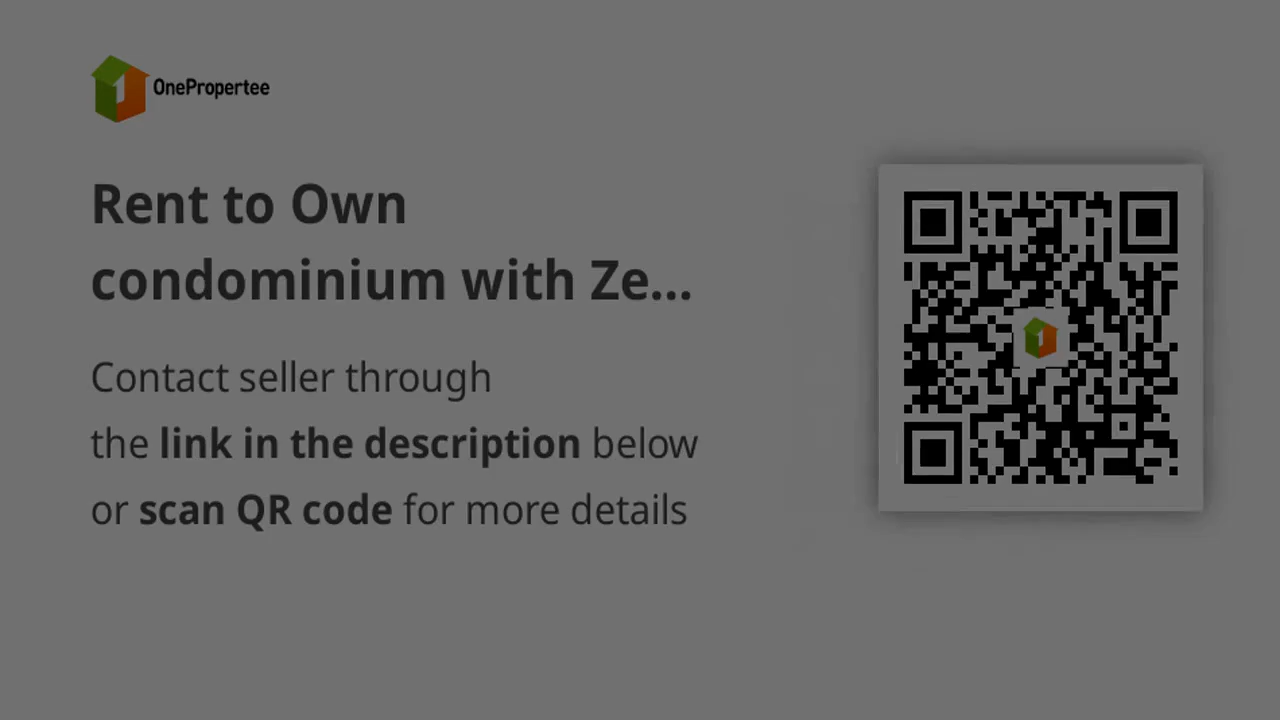 OnePropertee
Rent to Own
condominium with Ze...
Contact seller through
the link in the description below
or scan QR code for more details